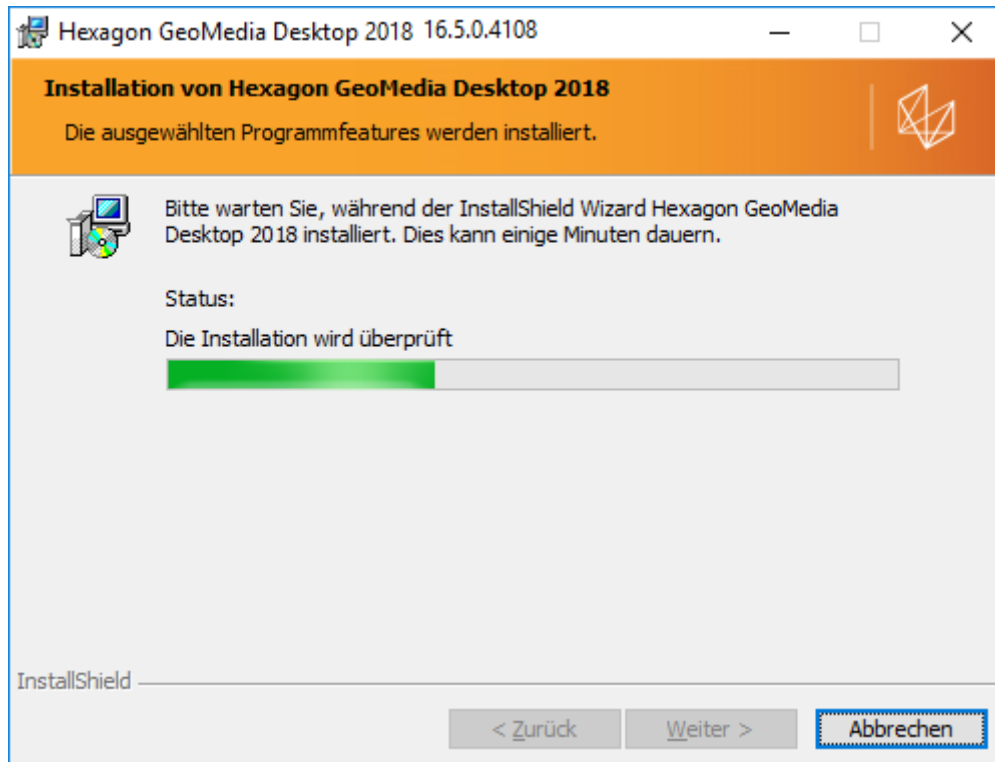 Hexagon GeoMedia Desktop 2018 16.5.0.4108
Installation von Hexagon GeoMedia Desktop 2018
Die ausgewählten Programmfeatures werden installiert.
Bitte warten Sie, während der InstallShield Wizard Hexagon GeoMedia
Desktop 2018 installiert. Dies kann einige Minuten dauern.
Status:
Die Installation wird überprüft
InstallShield
< Zurück
Weiter >
Abbrechen